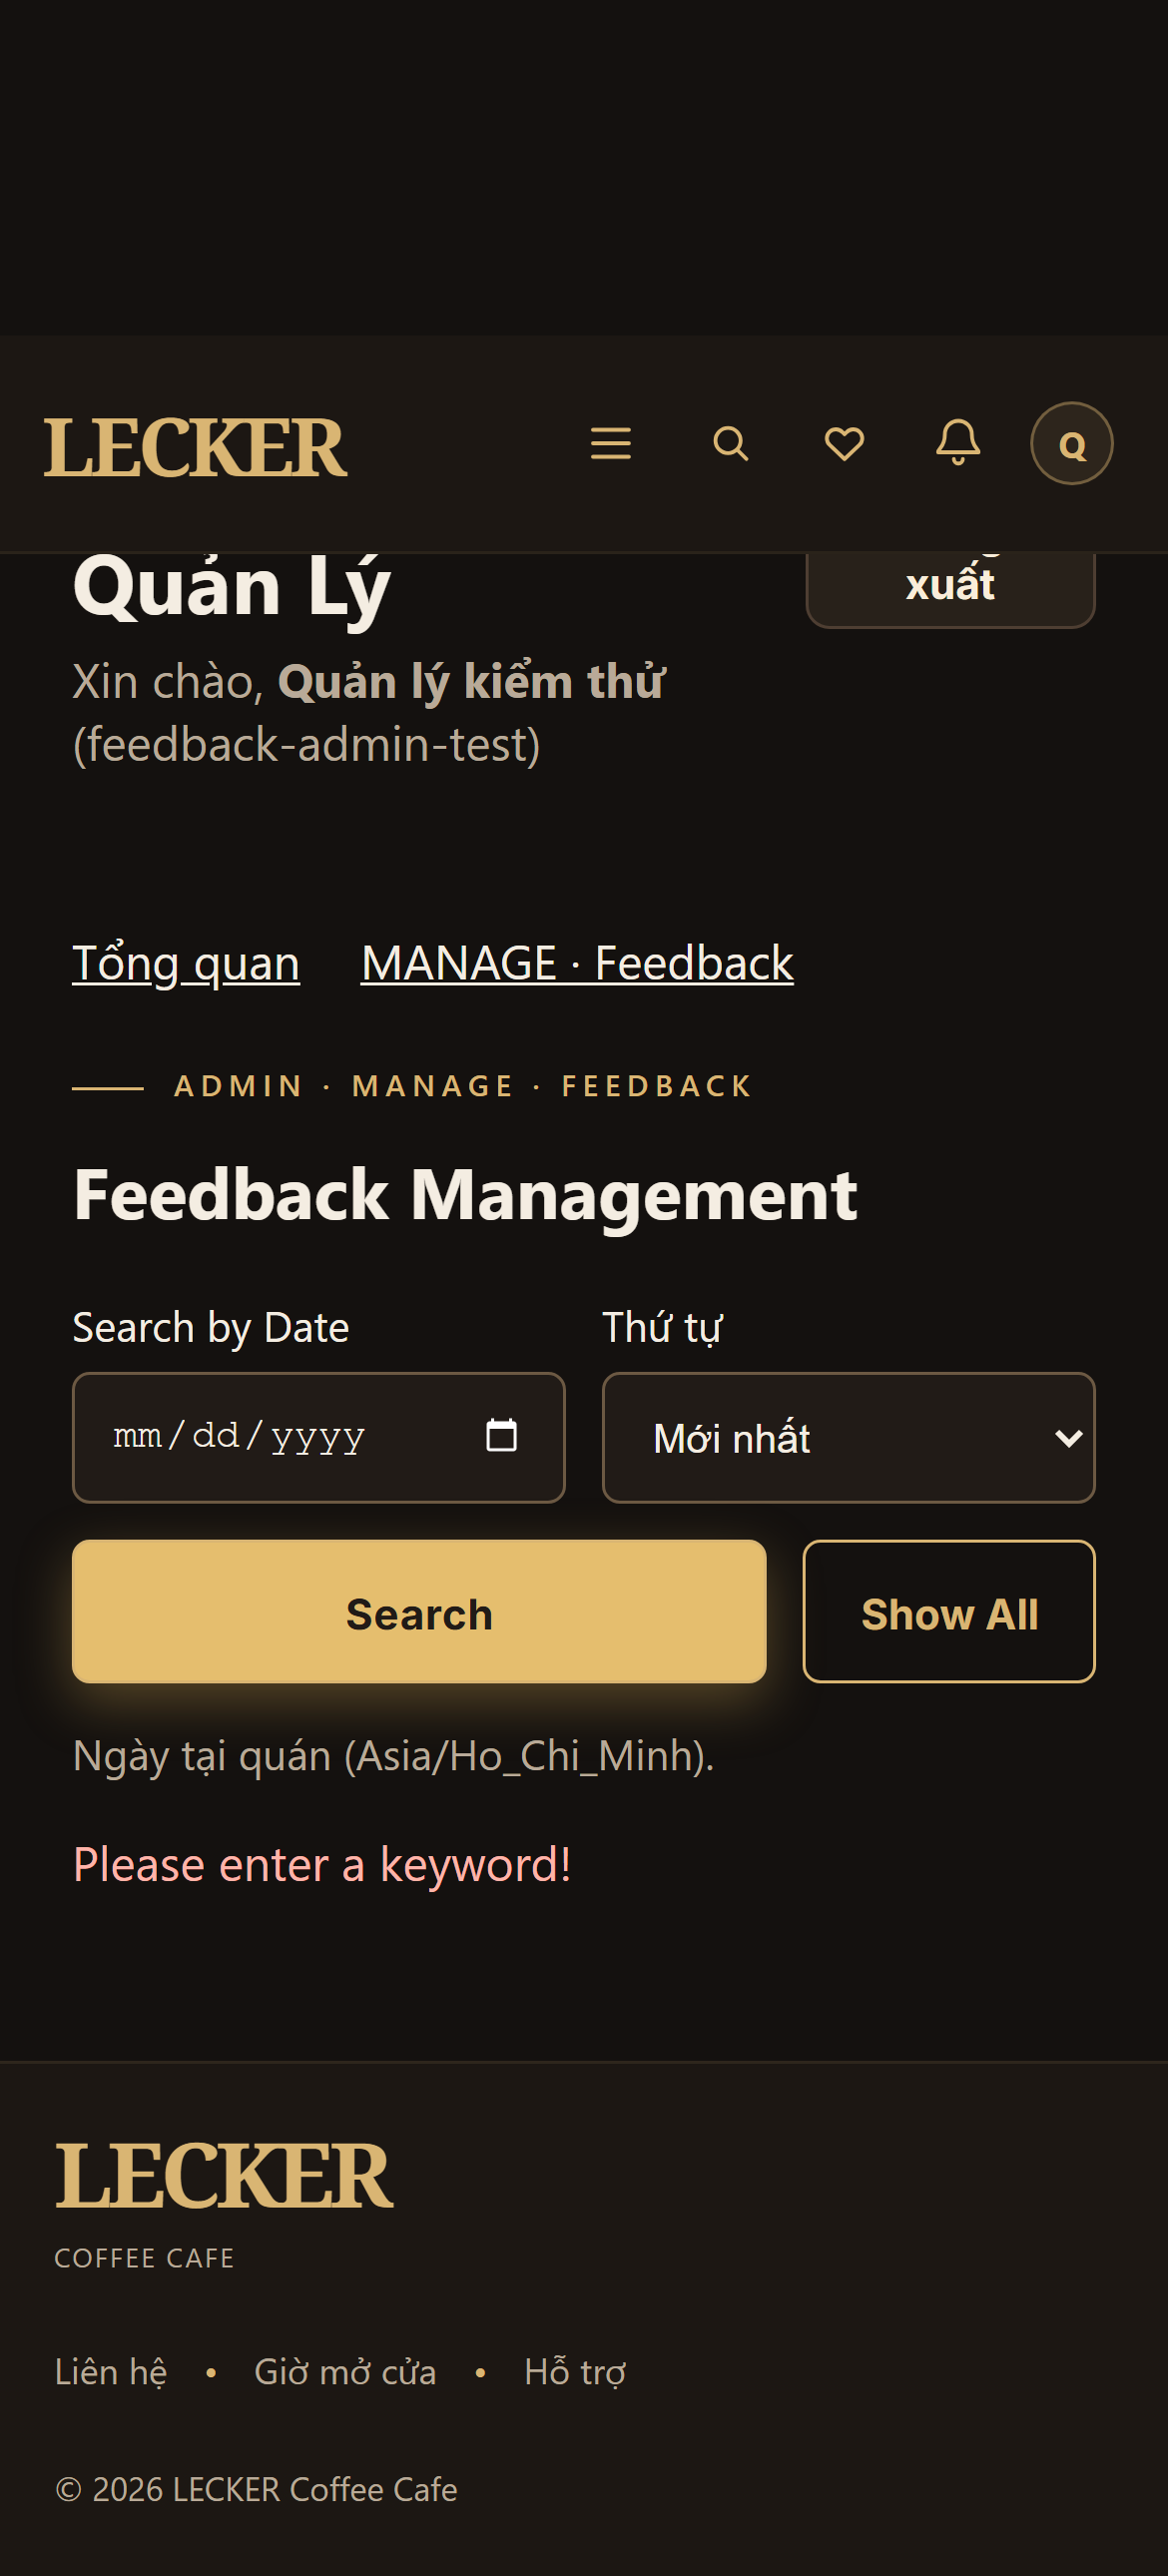 LECKER
Q
Quản Lý
xuất
Xin chào, Quản lý kiểm thử
(feedback-admin-test)
Tổng quan MANAGE · Feedback
ADMIN · MANAGE · FEEDBACK
Feedback Management
Search by Date Thứ tự
mm/dd/yyyy Mới nhất
Search Show All
Ngày tại quán (Asia/Ho_Chi_Minh).
Please enter a keyword!
LECKER
COFFEE CAFE
Liên hệ • Giờ mở cửa • Hỗ trợ
© 2026 LECKER Coffee Cafe